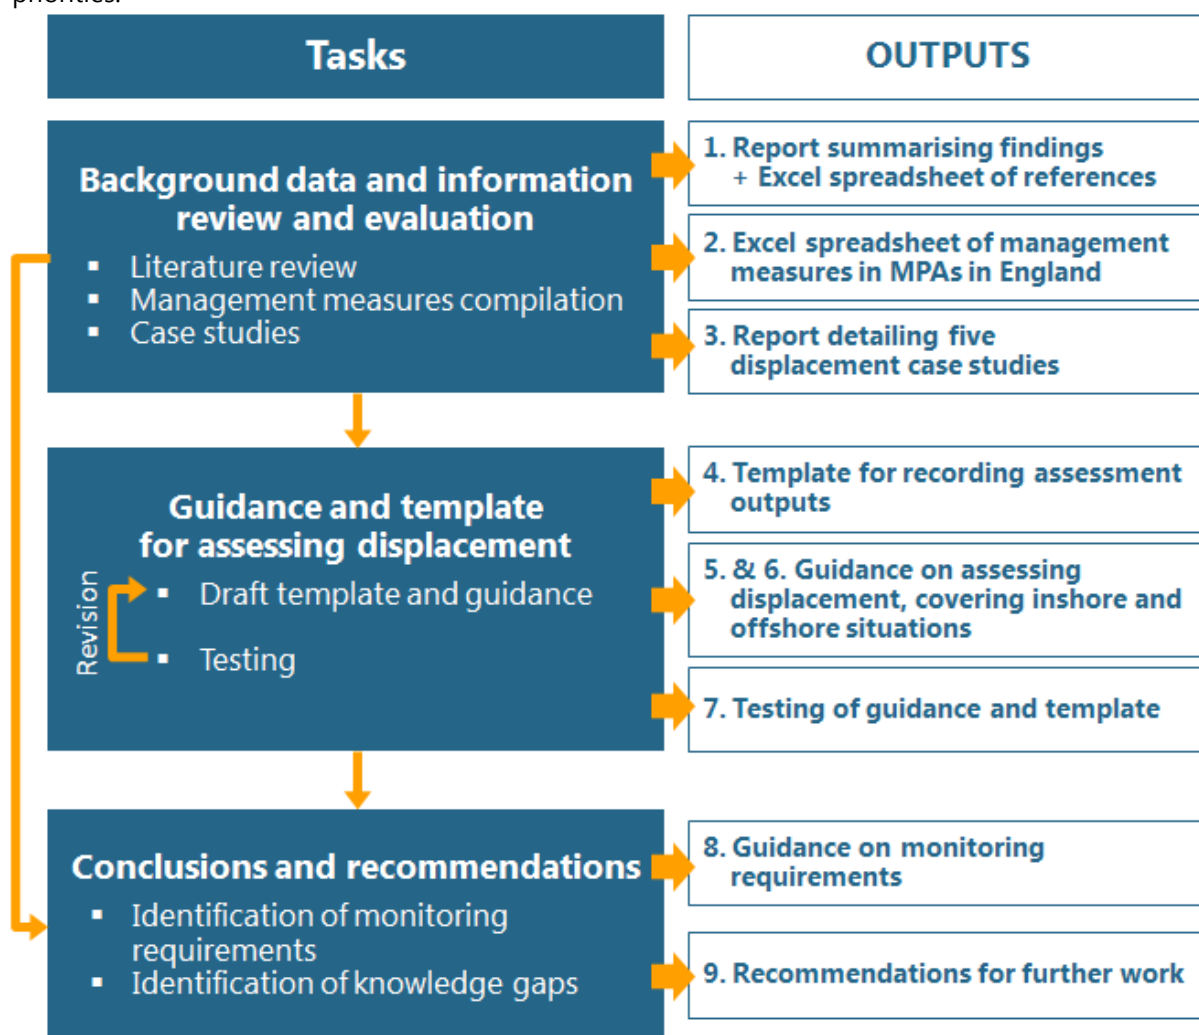 priorities.
Tasks
OUTPUTS
Background data and information
review and evaluation
▪ Literature review
▪ Management measures compilation
▪ Case studies
1. Report summarising findings
+ Excel spreadsheet of references
2. Excel spreadsheet of management
measures in MPAs in England
3. Report detailing five
displacement case studies
Guidance and template
for assessing displacement
Revision
▪ Draft template and guidance
▪ Testing
4. Template for recording assessment
outputs
5. & 6. Guidance on assessing
displacement, covering inshore and
offshore situations
7. Testing of guidance and template
Conclusions and recommendations
▪ Identification of monitoring
requirements
▪ Identification of knowledge gaps
8. Guidance on monitoring
requirements
9. Recommendations for further work